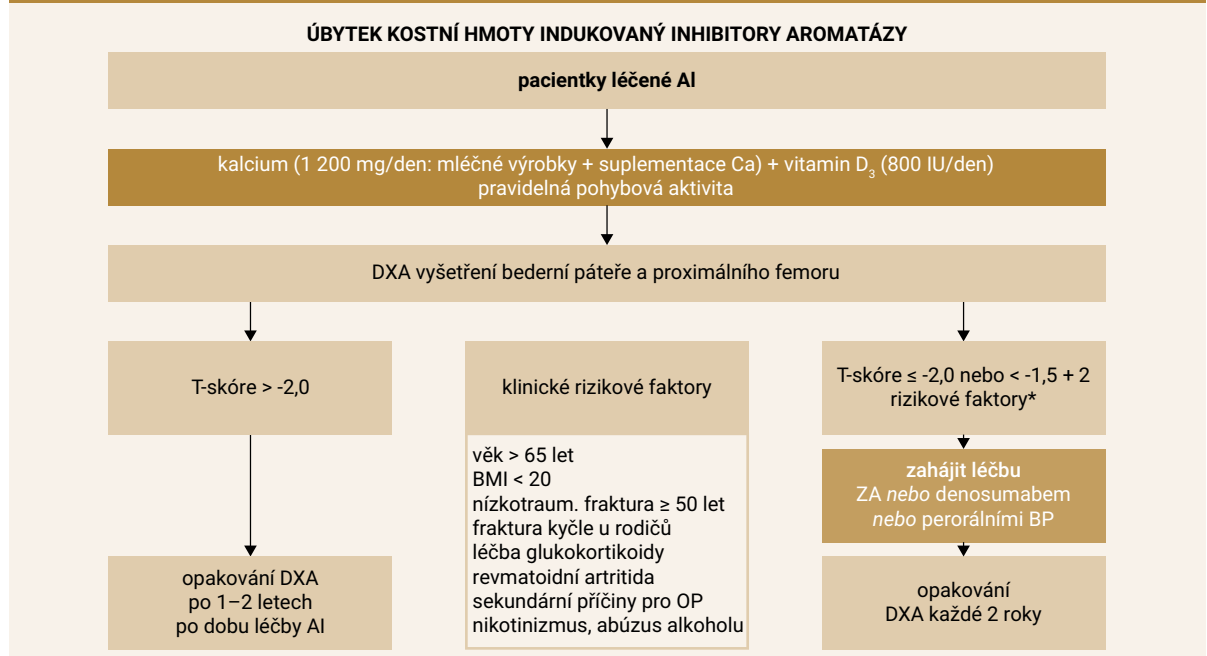 ÚBYTEK KOSTNÍ HMOTY INDUKOVANÝ INHIBITORY AROMATÁZY
pacientky léčené AI
kalcium (1 200 mg/den: mléčné výrobky + suplementace Ca) + vitamin D₃ (800 IU/den)
pravidelná pohybová aktivita
DXA vyšetření bederní páteře a proximálního femoru
T-skóre > -2,0
opakování DXA
po 1–2 letech
po dobu léčby AI
klinické rizikové faktory
věk > 65 let
BMI < 20
nízkotraum. fraktura ≥ 50 let
fraktura kyčle u rodičů
léčba glukokortikoidy
revmatoidní artritida
sekundární příčiny pro OP
nikotinizmus, abúzus alkoholu
T-skóre ≤ -2,0 nebo < -1,5 + 2
rizikové faktory*
zahájit léčbu
ZA nebo denosumabem
nebo perorálními BP
opakování
DXA každé 2 roky